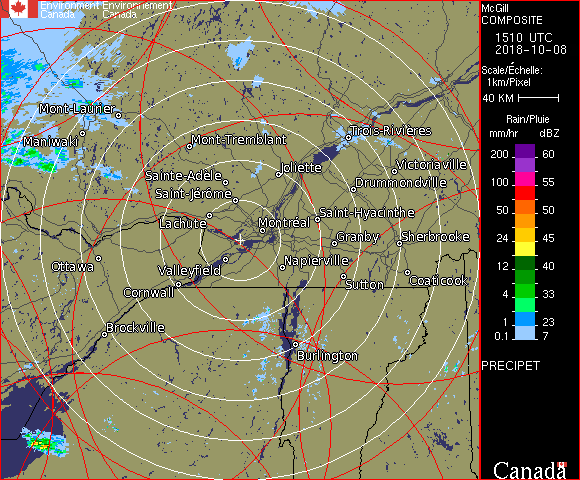 Environment Environnement
Canada Canada
McGill
COMPOSITE
1510 UTC
2018-10-08
Scale/Échelle:
1km/Pixel
40 KM
Rain/Pluie
mm/hr dBZ
200 60
150 57
100 55
50 50
24 45
12 40
4 33
1 23
0.1 7
PRECIPET
Canada
Mont-Laurier
Maniwaki
Mont-Tremblant
Trois-Rivières
Joliette
Victoriaville
Sainte-Adèle
Drummondville
Saint-Jérôme
Lachute
Saint-Hyacinthe
Montréal
Granby
Sherbrooke
Ottawa
Valleyfield
Napierville
Coaticook
Sutton
Cornwall
Brockville
Burlington